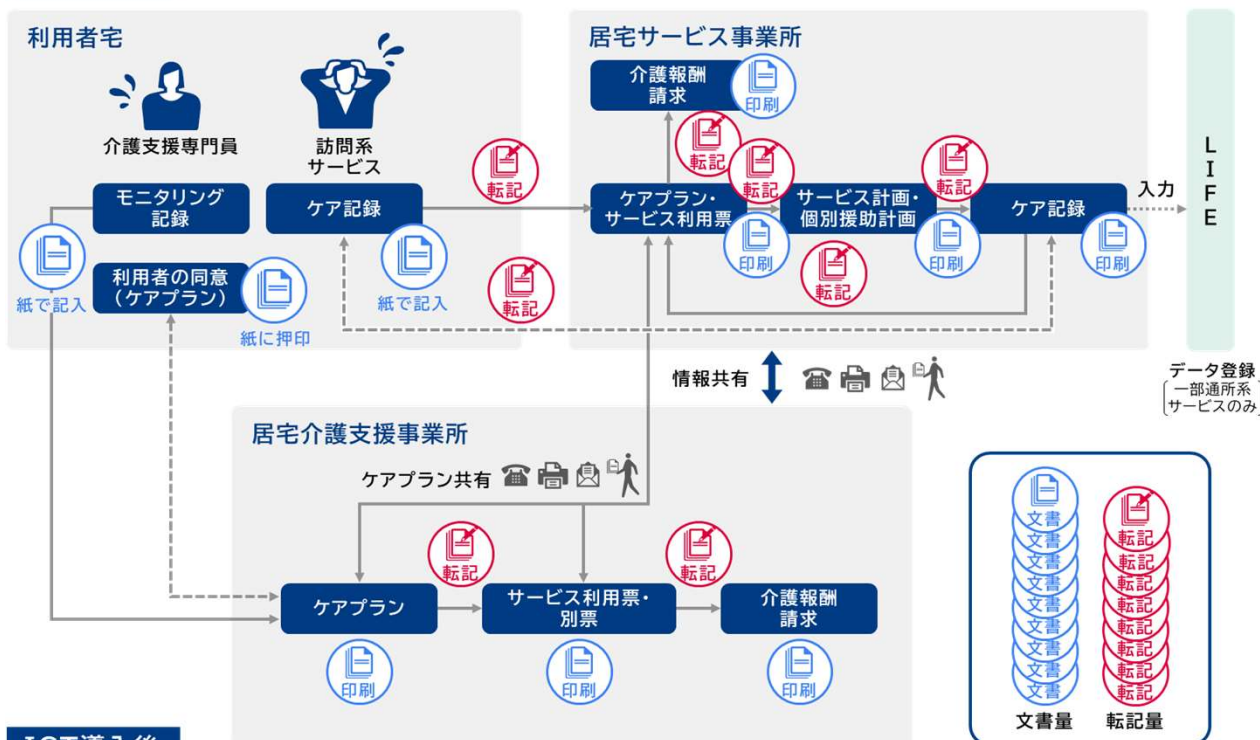 利用者宅
介護支援専門員
訪問系
サービス
モニタリング
記録
ケア記録
転記
紙で記入
利用者の同意
(ケアプラン)
紙に押印
紙で記入
転記
居宅サービス事業所
介護報酬
請求
印刷
転記
転記
転記
ケアプラン・
サービス利用票
サービス計画・
個別援助計画
ケア記録
印刷
印刷
印刷
転記
入力
LIFE
データ登録
一部通所系
サービスのみ
情報共有
居宅介護支援事業所
ケアプラン共有
転記
転記
ケアプラン
サービス利用票・
別票
介護報酬
請求
印刷
印刷
印刷
文書
文書
文書
文書
文書
文書
文書
文書
文書
文書量
転記
転記
転記
転記
転記
転記
転記
転記
転記量
ICT導入後